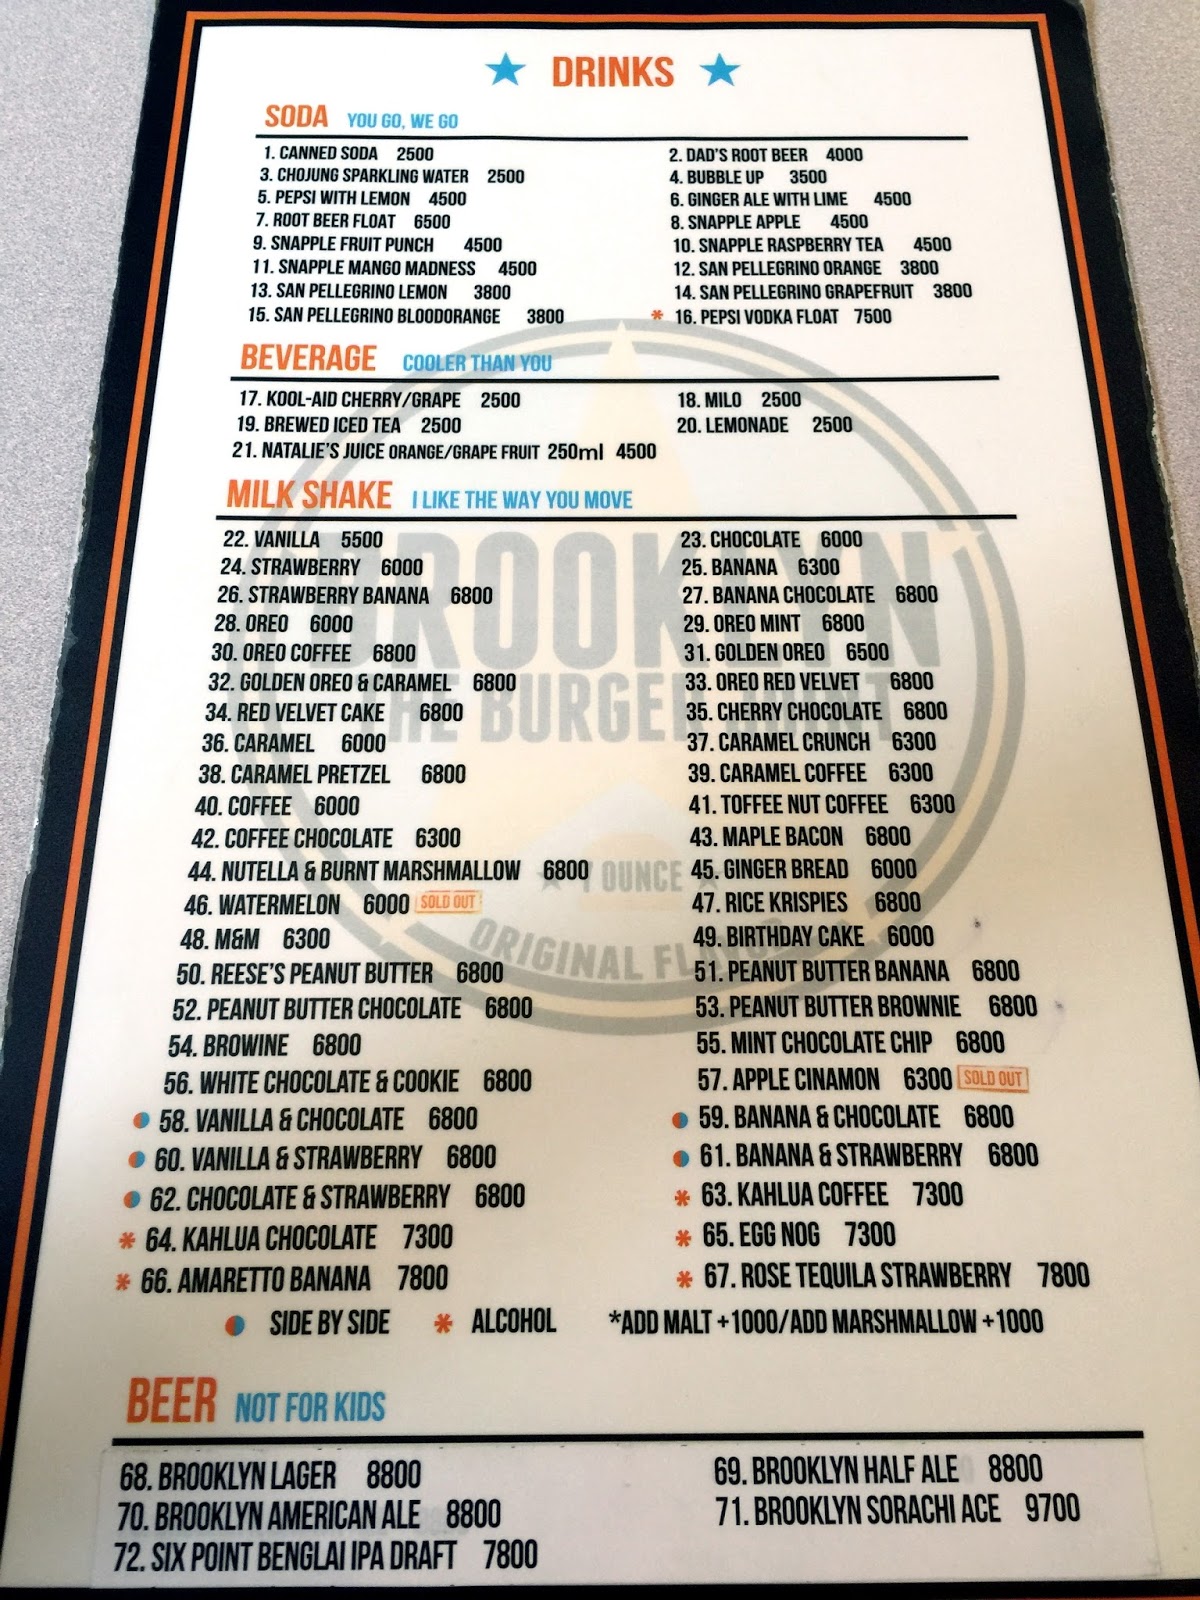 DRINKS
SODA YOU GO, WE GO
1. CANNED SODA 2500 2. DAD'S ROOT BEER 4000
3. CHOJUNG SPARKLING WATER 2500 4. BUBBLE UP 3500
5. PEPSI WITH LEMON 4500 6. GINGER ALE WITH LIME 4500
7. ROOT BEER FLOAT 6500 8. SNAPPLE APPLE 4500
9. SNAPPLE FRUIT PUNCH 4500 10. SNAPPLE RASPBERRY TEA 4500
11. SNAPPLE MANGO MADNESS 4500 12. SAN PELLEGRINO ORANGE 3800
13. SAN PELLEGRINO LEMON 3800 14. SAN PELLEGRINO GRAPEFRUIT 3800
15. SAN PELLEGRINO BLOODORANGE 3800 * 16. PEPSI VODKA FLOAT 7500
BEVERAGE COOLER THAN YOU
17. KOOL-AID CHERRY/GRAPE 2500 18. MILO 2500
19. BREWED ICED TEA 2500 20. LEMONADE 2500
21. NATALIE'S JUICE ORANGE/GRAPE FRUIT 250ml 4500
MILK SHAKE I LIKE THE WAY YOU MOVE
22. VANILLA 5500 23. CHOCOLATE 6000
24. STRAWBERRY 6000 25. BANANA 6300
26. STRAWBERRY BANANA 6800 27. BANANA CHOCOLATE 6800
28. OREO 6000 29. OREO MINT 6800
30. OREO COFFEE 6800 31. GOLDEN OREO 6500
32. GOLDEN OREO & CARAMEL 6800 33. OREO RED VELVET 6800
34. RED VELVET CAKE 6800 35. CHERRY CHOCOLATE 6800
36. CARAMEL 6000 37. CARAMEL CRUNCH 6300
38. CARAMEL PRETZEL 6800 39. CARAMEL COFFEE 6300
40. COFFEE 6000 41. TOFFEE NUT COFFEE 6300
42. COFFEE CHOCOLATE 6300 43. MAPLE BACON 6800
44. NUTELLA & BURNT MARSHMALLOW 6800 45. GINGER BREAD 6000
46. WATERMELON 6000 SOLD OUT 47. RICE KRISPIES 6800
48. M&M 6300 49. BIRTHDAY CAKE 6000
50. REESE'S PEANUT BUTTER 6800 51. PEANUT BUTTER BANANA 6800
52. PEANUT BUTTER CHOCOLATE 6800 53. PEANUT BUTTER BROWNIE 6800
54. BROWINE 6800 55. MINT CHOCOLATE CHIP 6800
56. WHITE CHOCOLATE & COOKIE 6800 57. APPLE CINAMON 6300 SOLD OUT
58. VANILLA & CHOCOLATE 6800 59. BANANA & CHOCOLATE 6800
60. VANILLA & STRAWBERRY 6800 61. BANANA & STRAWBERRY 6800
62. CHOCOLATE & STRAWBERRY 6800 * 63. KAHLUA COFFEE 7300
* 64. KAHLUA CHOCOLATE 7300 * 65. EGG NOG 7300
* 66. AMARETTO BANANA 7800 * 67. ROSE TEQUILA STRAWBERRY 7800
SIDE BY SIDE * ALCOHOL *ADD MALT +1000/ADD MARSHMALLOW +1000
BEER NOT FOR KIDS
68. BROOKLYN LAGER 8800 69. BROOKLYN HALF ALE 8800
70. BROOKLYN AMERICAN ALE 8800 71. BROOKLYN SORACHI ACE 9700
72. SIX POINT BENGLAI IPA DRAFT 7800
BROOKLYN
THE BURGER JOINT
7 OUNCE
ORIGINAL FLAVOR